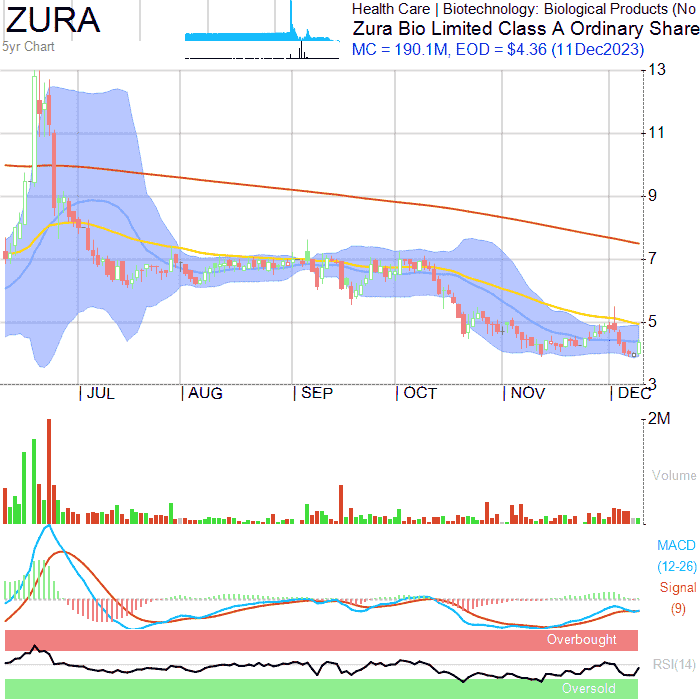 ZURA
5yr Chart
Health Care | Biotechnology: Biological Products (No
Zura Bio Limited Class A Ordinary Share
MC = 190.1M, EOD = $4.36 (11Dec2023)
13
11
9
7
5
3
JUL AUG SEP OCT NOV DEC
2M
Volume
MACD
(12-26)
Signal
(9)
Overbought
RSI(14)
Oversold